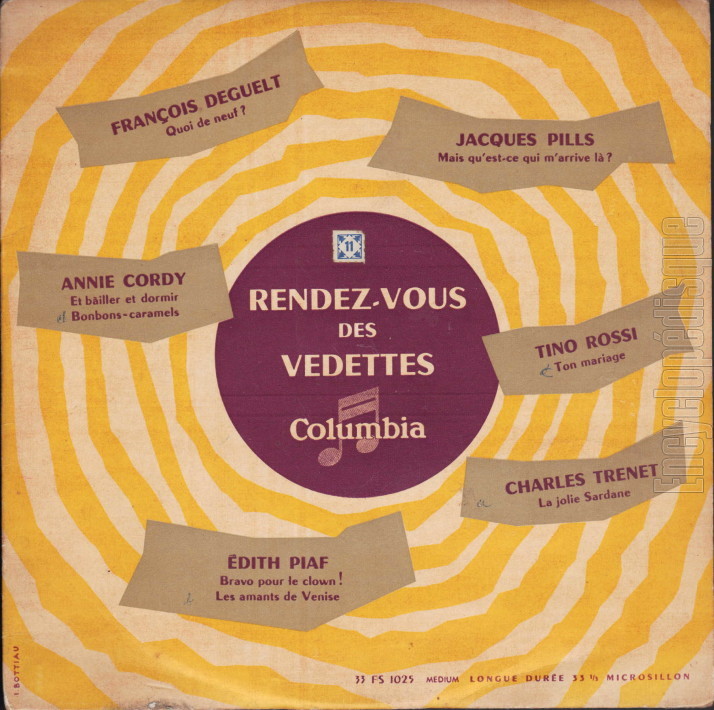 FRANÇOIS DEGUELT
Quoi de neuf ?
JACQUES PILLS
Mais qu'est-ce qui m'arrive là ?
11
ANNIE CORDY
Et bâiller et dormir
et Bonbons-caramels
RENDEZ-VOUS
DES
VEDETTES
Columbia
TINO ROSSI
Ton mariage
CHARLES TRENET
La jolie Sardane
ÉDITH PIAF
Bravo pour le clown !
Les amants de Venise
33 FS 1025 MEDIUM LONGUE DURÉE 33 1/3 MICROSILLON
I BOTTIAU
Encyclopédisque